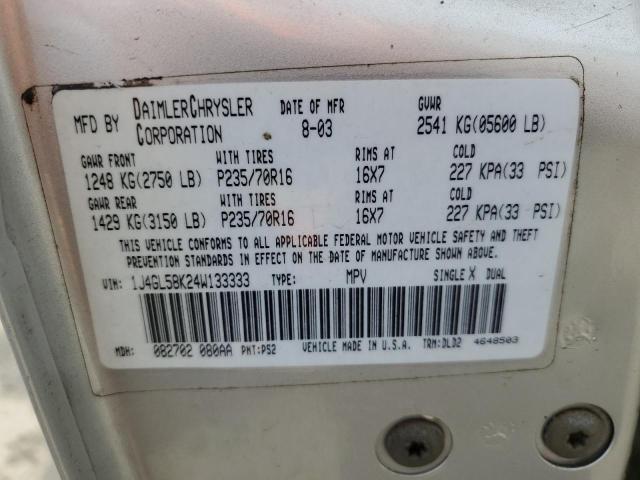 MFD BY DAIMLERCHRYSLER CORPORATION DATE OF MFR 8-03 GVWR 2541 KG(05600 LB)
GAWR FRONT WITH TIRES RIMS AT COLD
1248 KG(2750 LB) P235/70R16 16X7 227 KPA(33 PSI)
GAWR REAR WITH TIRES RIMS AT COLD
1429 KG(3150 LB) P235/70R16 16X7 227 KPA(33 PSI)
THIS VEHICLE CONFORMS TO ALL APPLICABLE FEDERAL MOTOR VEHICLE SAFETY AND THEFT
PREVENTION STANDARDS IN EFFECT ON THE DATE OF MANUFACTURE SHOWN ABOVE.
VIN: 1J4GL58K24W133333 TYPE: MPV SINGLE X DUAL
MDH: 082702 080AA PNT:PS2 VEHICLE MADE IN U.S.A. TRM:DLD2 4648503